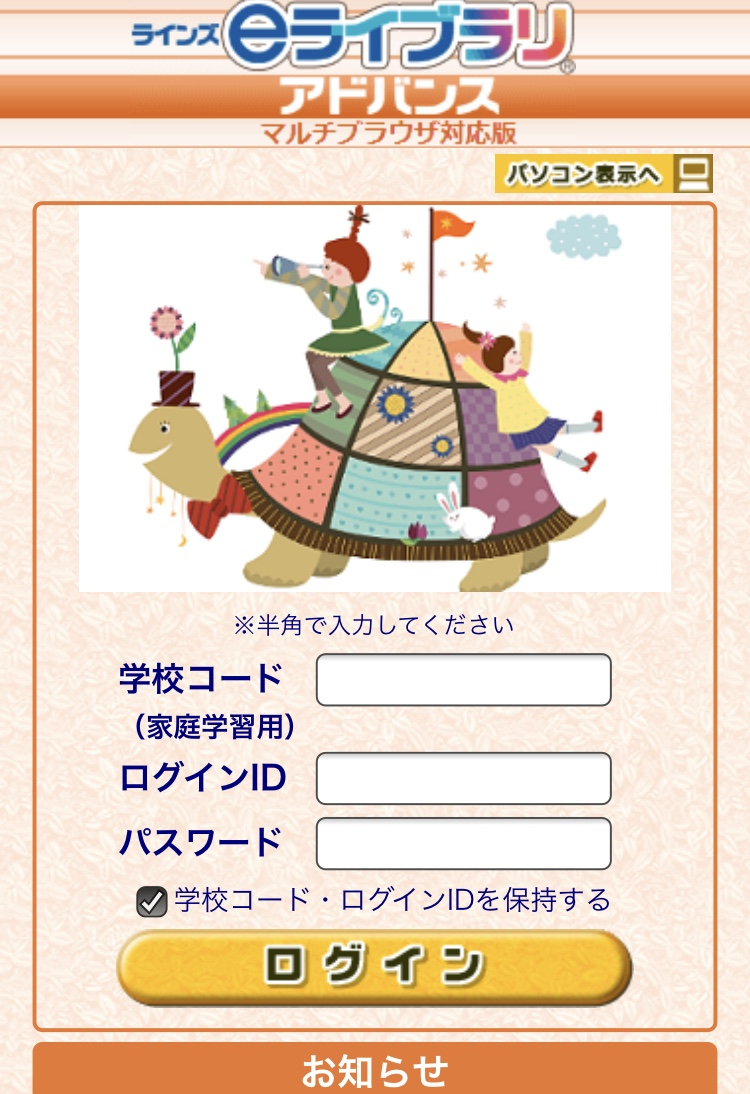 ラインズeライブラリ®
アドバンス
マルチブラウザ対応版
パソコン表示へ
※半角で入力してください
学校コード
（家庭学習用）
ログインID
パスワード
学校コード・ログインIDを保持する
ログイン
お知らせ